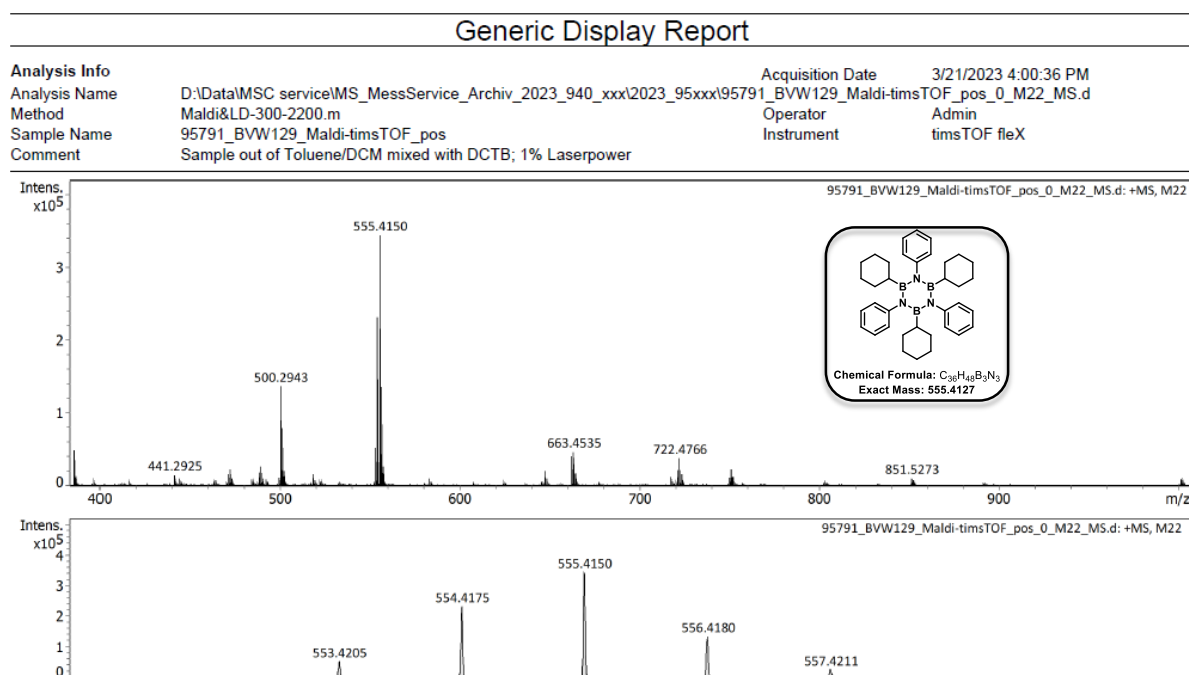 Generic Display Report
Analysis Info
Acquisition Date 3/21/2023 4:00:36 PM
Analysis Name D:\Data\MSC service\MS_MessService_Archiv_2023_940_xxx\2023_95xxx\95791_BVW129_Maldi-timsTOF_pos_0_M22_MS.d
Method Maldi&LD-300-2200.m Operator Admin
Sample Name 95791_BVW129_Maldi-timsTOF_pos Instrument timsTOF fleX
Comment Sample out of Toluene/DCM mixed with DCTB; 1% Laserpower
Intens.
x10⁵
95791_BVW129_Maldi-timsTOF_pos_0_M22_MS.d: +MS, M22
555.4150
3
2
500.2943
1
663.4535
722.4766
441.2925
851.5273
0
400 500 600 700 800 900 m/z
N
B B
N N
B
Chemical Formula: C₃₆H₄₈B₃N₃
Exact Mass: 555.4127
Intens.
x10⁵
95791_BVW129_Maldi-timsTOF_pos_0_M22_MS.d: +MS, M22
4
555.4150
3
554.4175
2
556.4180
1
553.4205
557.4211
0